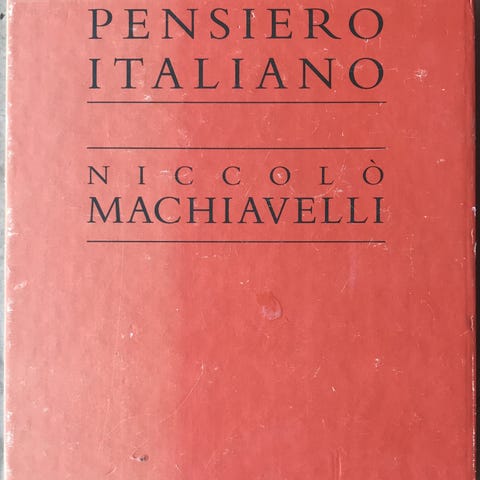 PENSIERO
ITALIANO
NICCOLÒ
MACHIAVELLI